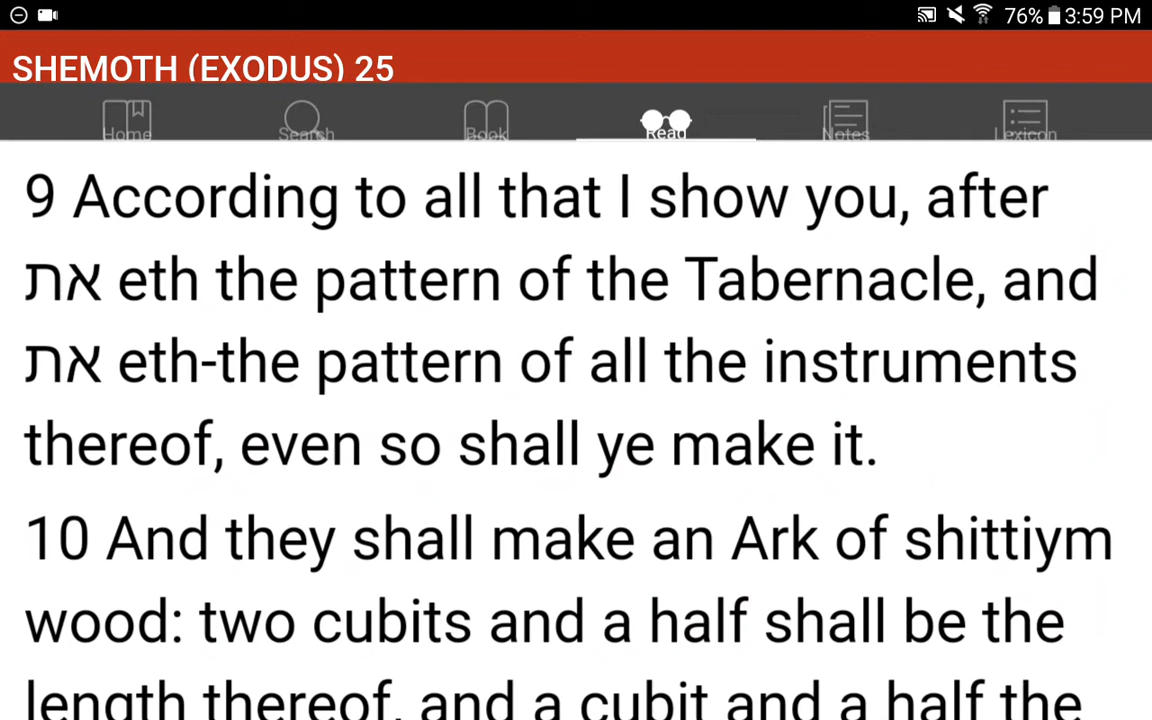 76% 3:59 PM
SHEMOTH (EXODUS) 25
Home Search Book Read Notes Lexicon
9 According to all that I show you, after
את eth the pattern of the Tabernacle, and
את eth-the pattern of all the instruments
thereof, even so shall ye make it.
10 And they shall make an Ark of shittiym
wood: two cubits and a half shall be the
length thereof, and a cubit and a half the